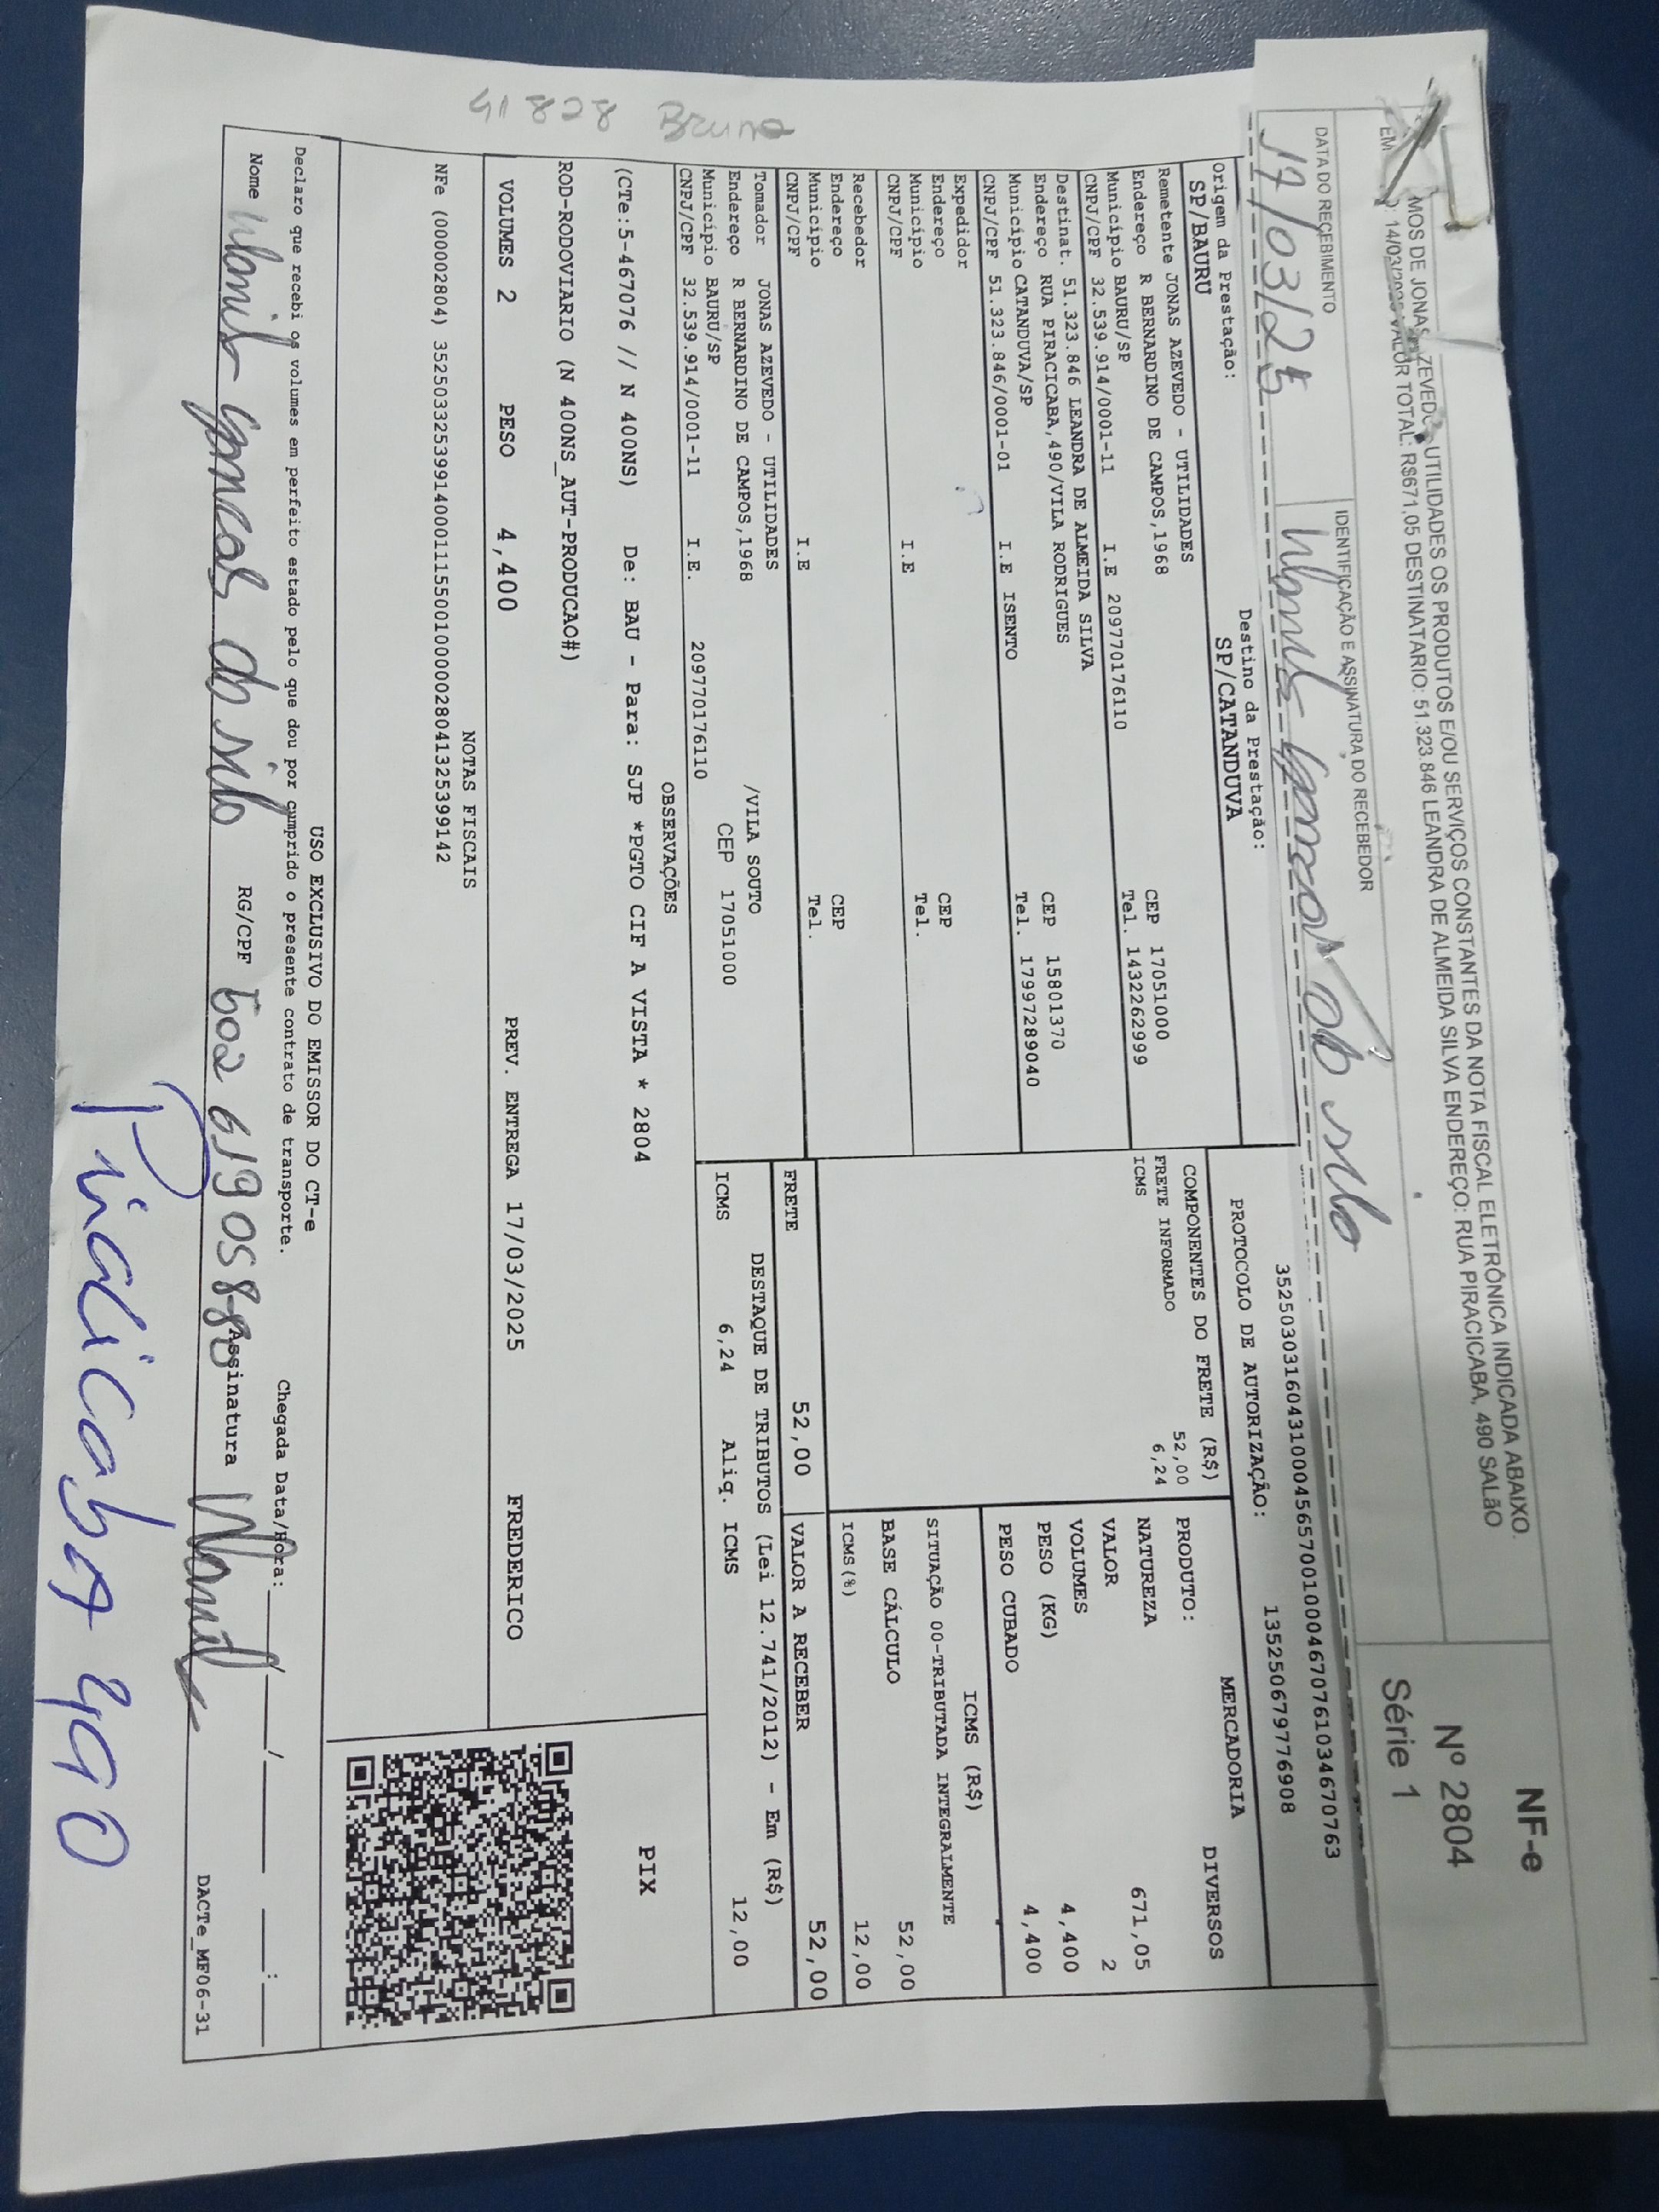 MOS DE JONAS AZEVEDO - UTILIDADES OS PRODUTOS E/OU SERVIÇOS CONSTANTES DA NOTA FISCAL ELETRÔNICA INDICADA ABAIXO.
EM 14/03/2025 VALOR TOTAL: R$671.05 DESTINATARIO: 51.323.846 LEANDRA DE ALMEIDA SILVA ENDEREÇO: RUA PIRACICABA, 490 SALãO
NF-e
Nº 2804
Série 1
DATA DO RECEBIMENTO
17/03/25
IDENTIFICAÇÃO E ASSINATURA DO RECEBEDOR
Origem da Prestação:
SP/BAURU
Destino da Prestação:
SP/CATANDUVA
35250303160431000456570010004670761034670763
PROTOCOLO DE AUTORIZAÇÃO: 135250679776908
Remetente JONAS AZEVEDO - UTILIDADES
Endereço R BERNARDINO DE CAMPOS,1968 CEP 17051000
Município BAURU/SP Tel. 1432262999
CNPJ/CPF 32.539.914/0001-11 I.E 209770176110
Destinat. 51.323.846 LEANDRA DE ALMEIDA SILVA
Endereço RUA PIRACICABA,490/VILA RODRIGUES CEP 15801370
Município CATANDUVA/SP Tel. 17997289040
CNPJ/CPF 51.323.846/0001-01 I.E ISENTO
Expedidor
Endereço CEP
Município Tel.
CNPJ/CPF I.E
Recebedor
Endereço CEP
Município Tel.
CNPJ/CPF I.E
Tomador JONAS AZEVEDO - UTILIDADES
Endereço R BERNARDINO DE CAMPOS,1968 /VILA SOUTO
Município BAURU/SP CEP 17051000
CNPJ/CPF 32.539.914/0001-11 I.E. 209770176110
COMPONENTES DO FRETE (R$)
FRETE INFORMADO 52,00
ICMS 6,24
MERCADORIA
PRODUTO: DIVERSOS
NATUREZA
VALOR 671,05
VOLUMES 2
PESO (KG) 4,400
PESO CUBADO 4,400
ICMS (R$)
SITUAÇÃO 00-TRIBUTADA INTEGRALMENTE
BASE CÁLCULO 52,00
ICMS(%) 12,00
FRETE 52,00
VALOR A RECEBER 52,00
DESTAQUE DE TRIBUTOS (Lei 12.741/2012) - Em (R$)
ICMS 6,24 Aliq. ICMS 12,00
OBSERVAÇÕES
(CTe:5-467076 // N 400NS) De: BAU - Para: SJP *PGTO CIF A VISTA * 2804
ROD-RODOVIARIO (N 400NS_AUT-PRODUCAO#)
PIX
VOLUMES 2 PESO 4,400 PREV. ENTREGA 17/03/2025 FREDERICO
NOTAS FISCAIS
NFe (000002804) 35250332539914000111550010000028041325399142
USO EXCLUSIVO DO EMISSOR DO CT-e
Declaro que recebi os volumes em perfeito estado pelo que dou por cumprido o presente contrato de transporte.
Chegada Data/Hora: __/__/__ __:__
Nome
RG/CPF
Assinatura
DACTe_MF06-31
Bruno
PiRacicabA 490